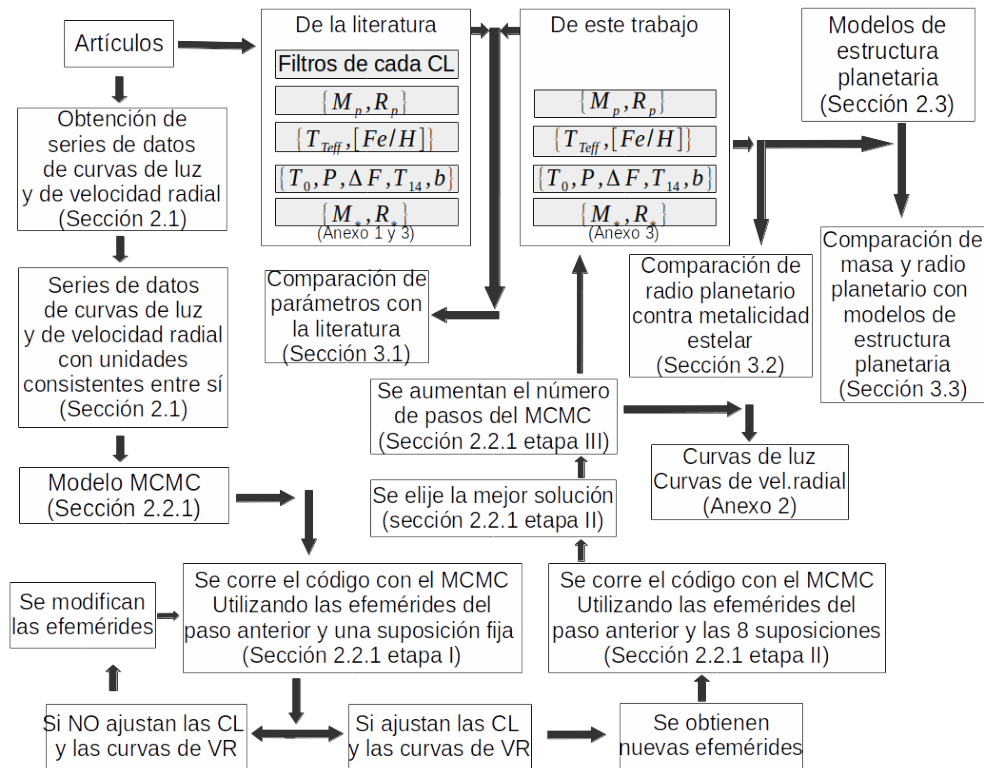 Artículos
De la literatura
Filtros de cada CL
{M_p, R_p}
{T_Teff, [Fe/H]}
{T_0, P, Δ F, T_14, b}
{M_*, R_*}
(Anexo 1 y 3)
De este trabajo
{M_p, R_p}
{T_Teff, [Fe/H]}
{T_0, P, Δ F, T_14, b}
{M_*, R_*}
(Anexo 3)
Modelos de
estructura
planetaria
(Sección 2.3)
Obtención de
series de datos
de curvas de luz
y de velocidad radial
(Sección 2.1)
Series de datos
de curvas de luz
y de velocidad radial
con unidades
consistentes entre sí
(Sección 2.1)
Comparación de
parámetros con
la literatura
(Sección 3.1)
Comparación de
radio planetario
contra metalicidad
estelar
(Sección 3.2)
Comparación de
masa y radio
planetario con
modelos de
estructura
planetaria
(Sección 3.3)
Se aumentan el número
de pasos del MCMC
(Sección 2.2.1 etapa III)
Curvas de luz
Curvas de vel.radial
(Anexo 2)
Modelo MCMC
(Sección 2.2.1)
Se elije la mejor solución
(sección 2.2.1 etapa II)
Se modifican
las efemérides
Se corre el código con el MCMC
Utilizando las efemérides del
paso anterior y una suposición fija
(Sección 2.2.1 etapa I)
Se corre el código con el MCMC
Utilizando las efemérides del
paso anterior y las 8 suposiciones
(Sección 2.2.1 etapa II)
Si NO ajustan las CL
y las curvas de VR
Si ajustan las CL
y las curvas de VR
Se obtienen
nuevas efemérides